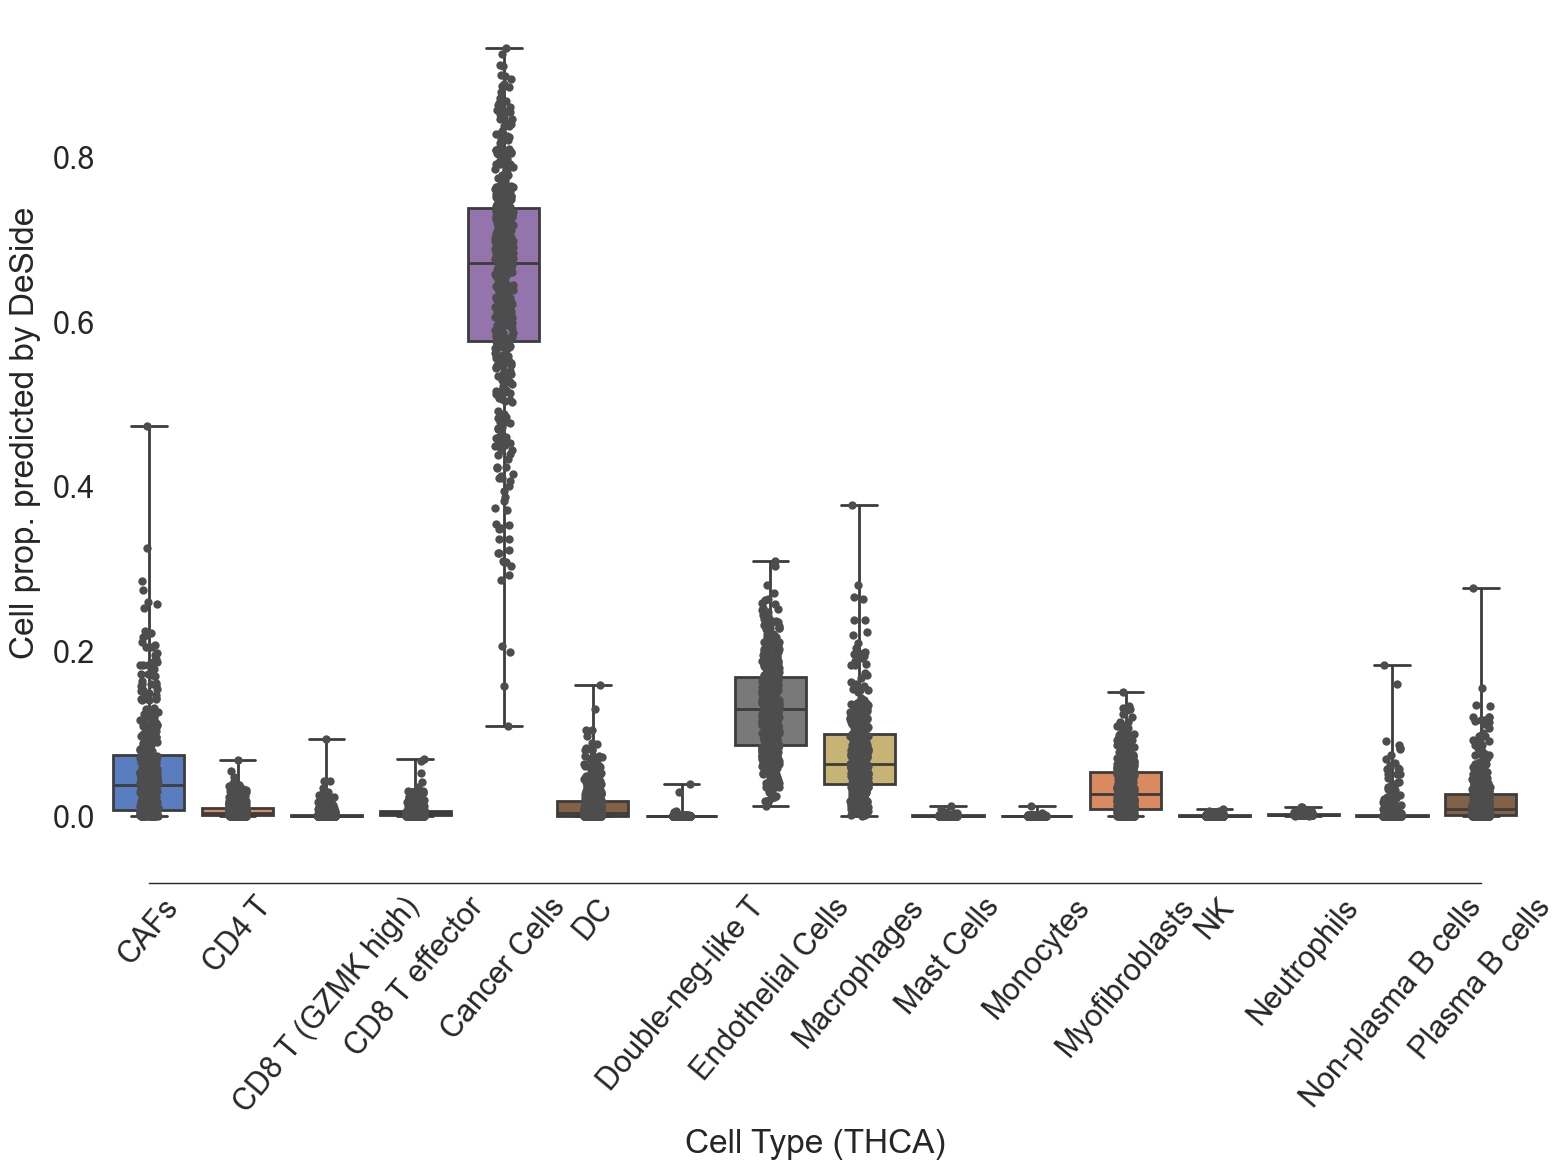 Cell prop. predicted by DeSide
0.8
0.6
0.4
0.2
0.0
CAFs
CD4 T
CD8 T (GZMK high)
CD8 T effector
Cancer Cells
DC
Double-neg-like T
Endothelial Cells
Macrophages
Mast Cells
Monocytes
Myofibroblasts
NK
Neutrophils
Non-plasma B cells
Plasma B cells
Cell Type (THCA)